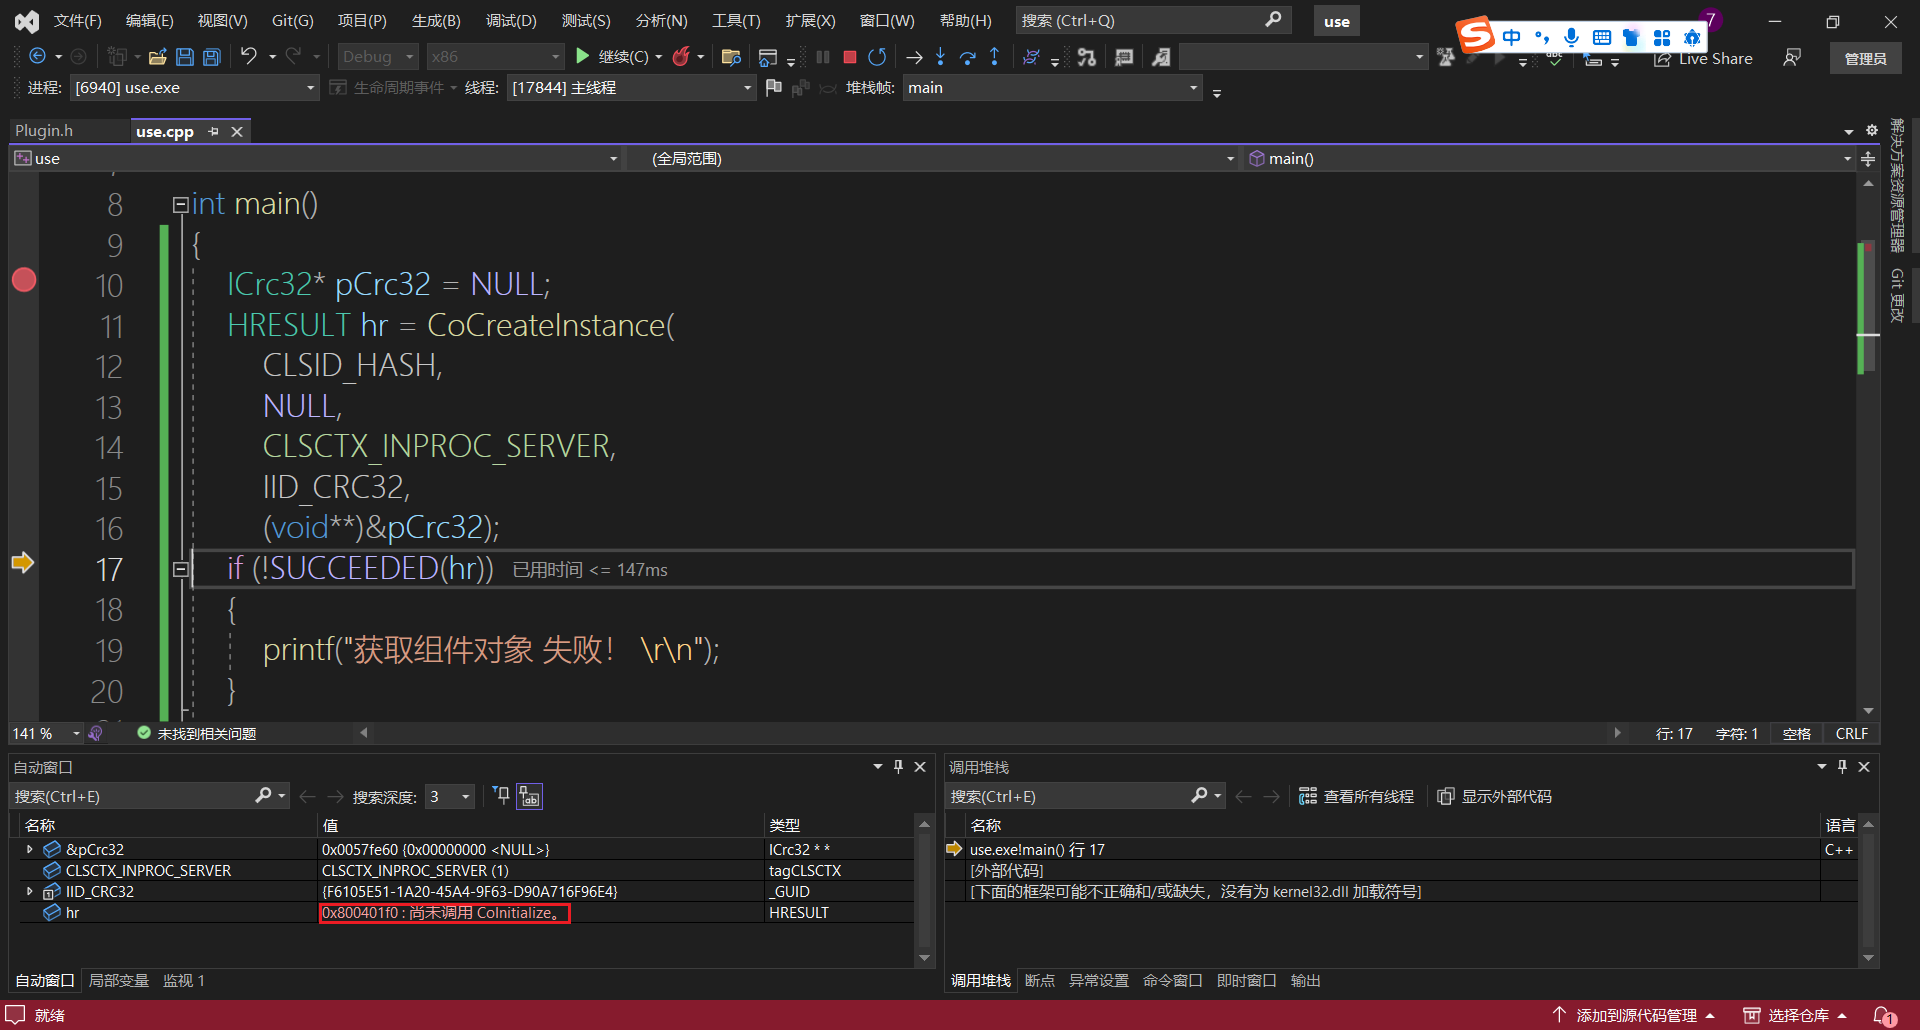 文件(F) 编辑(E) 视图(V) Git(G) 项目(P) 生成(B) 调试(D) 测试(S) 分析(N) 工具(T) 扩展(X) 窗口(W) 帮助(H) 搜索 (Ctrl+Q) use 7
Debug x86 继续(C) 中 Live Share 管理员
进程: [6940] use.exe 生命周期事件 线程: [17844] 主线程 堆栈帧: main
Plugin.h use.cpp
use (全局范围) main()
解决方案资源管理器
Git 更改
8 int main()
9 {
10 ICrc32* pCrc32 = NULL;
11 HRESULT hr = CoCreateInstance(
12 CLSID_HASH,
13 NULL,
14 CLSCTX_INPROC_SERVER,
15 IID_CRC32,
16 (void**)&pCrc32);
17 if (!SUCCEEDED(hr)) 已用时间 <= 147ms
18 {
19 printf("获取组件对象 失败！ \r\n");
20 }
141 % 未找到相关问题 行: 17 字符: 1 空格 CRLF
自动窗口
搜索(Ctrl+E) 搜索深度: 3
名称 值 类型
&pCrc32 0x0057fe60 {0x00000000 <NULL>} ICrc32 * *
CLSCTX_INPROC_SERVER CLSCTX_INPROC_SERVER (1) tagCLSCTX
IID_CRC32 {F6105E51-1A20-45A4-9F63-D90A716F96E4} _GUID
hr 0x800401f0 : 尚未调用 CoInitialize。 HRESULT
自动窗口 局部变量 监视 1
调用堆栈
搜索(Ctrl+E) 查看所有线程 显示外部代码
名称 语言
use.exe!main() 行 17 C++
[外部代码]
[下面的框架可能不正确和/或缺失，没有为 kernel32.dll 加载符号]
调用堆栈 断点 异常设置 命令窗口 即时窗口 输出
就绪 添加到源代码管理 选择仓库 1